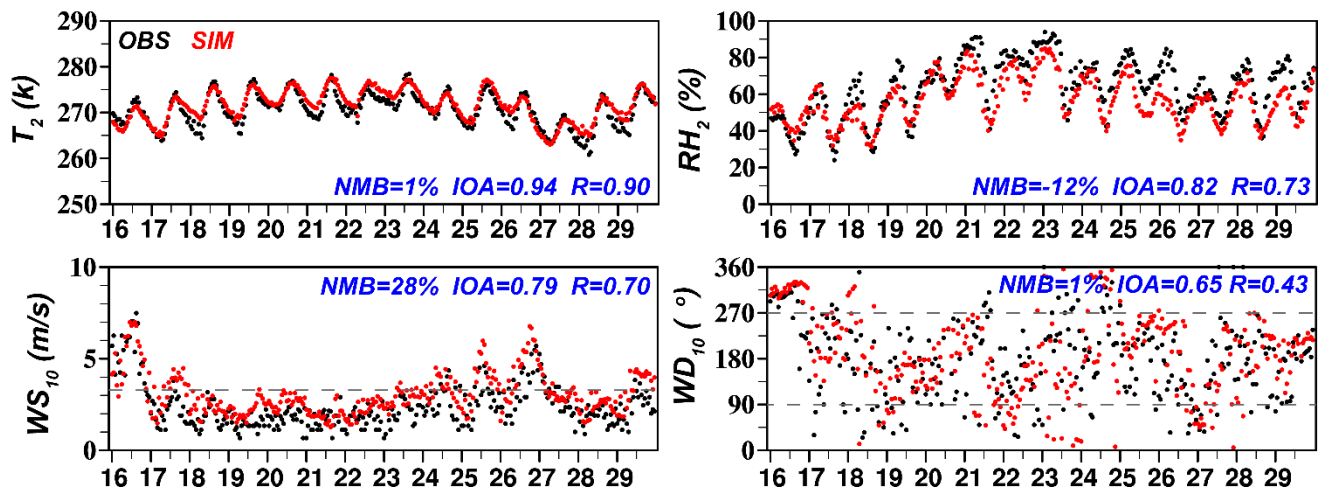 OBS SIM
T2 (k)
290
280
270
260
250
NMB=1% IOA=0.94 R=0.90
16 17 18 19 20 21 22 23 24 25 26 27 28 29
RH2 (%)
100
80
60
40
20
0
NMB=-12% IOA=0.82 R=0.73
16 17 18 19 20 21 22 23 24 25 26 27 28 29
WS10 (m/s)
10
5
0
NMB=28% IOA=0.79 R=0.70
16 17 18 19 20 21 22 23 24 25 26 27 28 29
WD10 ( °)
360
270
180
90
0
NMB=1% IOA=0.65 R=0.43
16 17 18 19 20 21 22 23 24 25 26 27 28 29